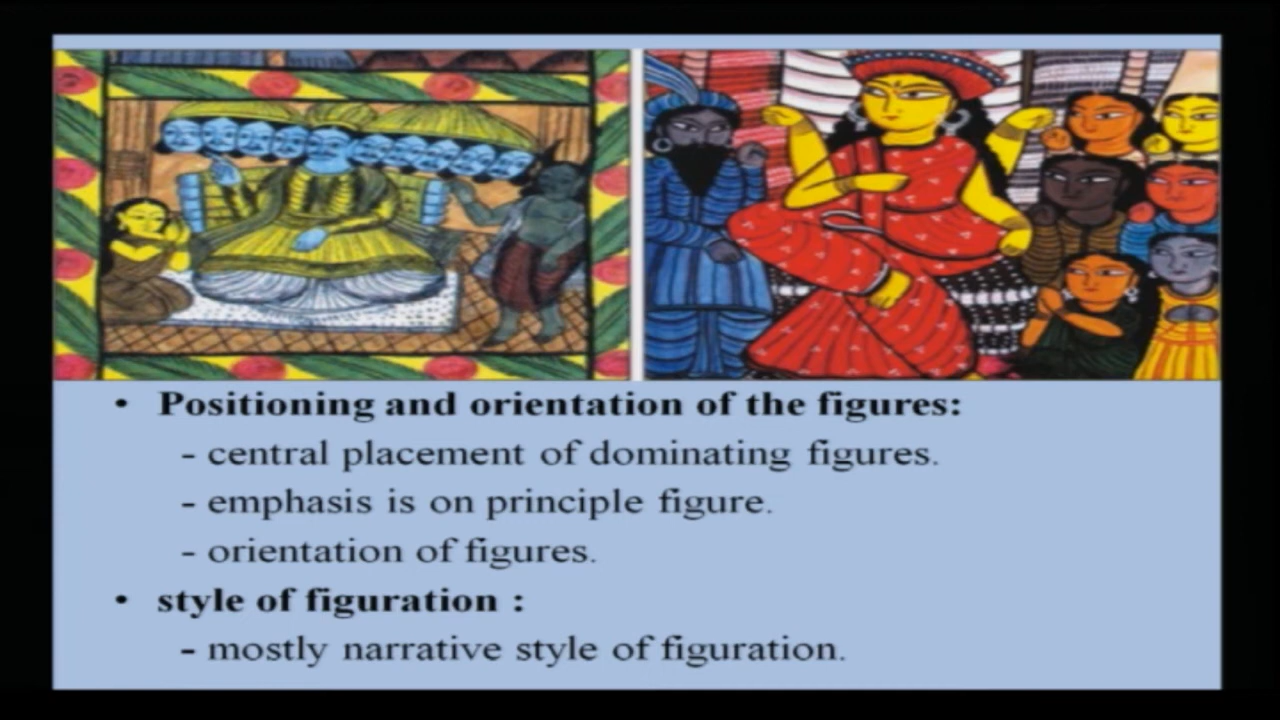 • Positioning and orientation of the figures:
- central placement of dominating figures.
- emphasis is on principle figure.
- orientation of figures.
• style of figuration :
- mostly narrative style of figuration.